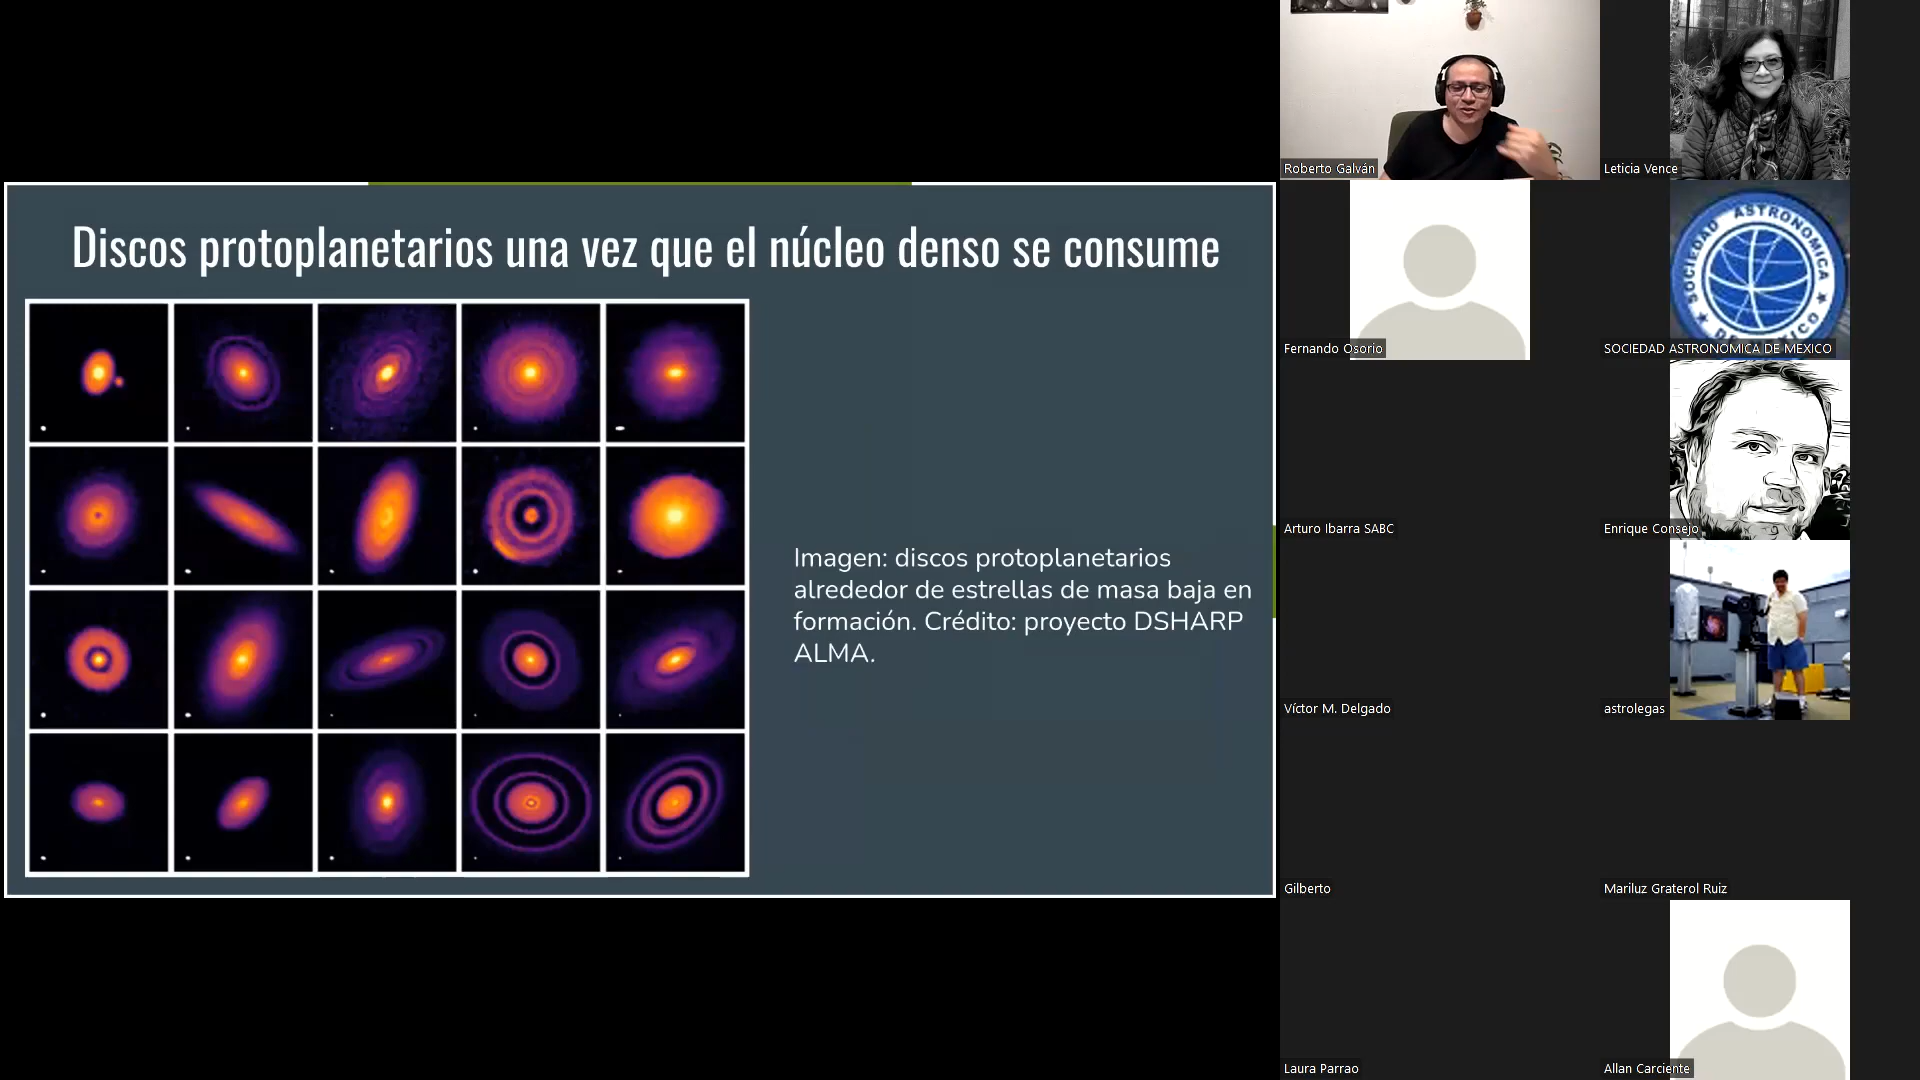 Discos protoplanetarios una vez que el núcleo denso se consume
Imagen: discos protoplanetarios
alrededor de estrellas de masa baja en
formación. Crédito: proyecto DSHARP
ALMA.
Roberto Galván
Leticia Vence
Fernando Osorio
SOCIEDAD ASTRONOMICA
SOCIEDAD ASTRONOMICA DE MEXICO
Arturo Ibarra SABC
Enrique Consejo
Víctor M. Delgado
astrolegas
Gilberto
Mariluz Graterol Ruiz
Laura Parrao
Allan Carciente